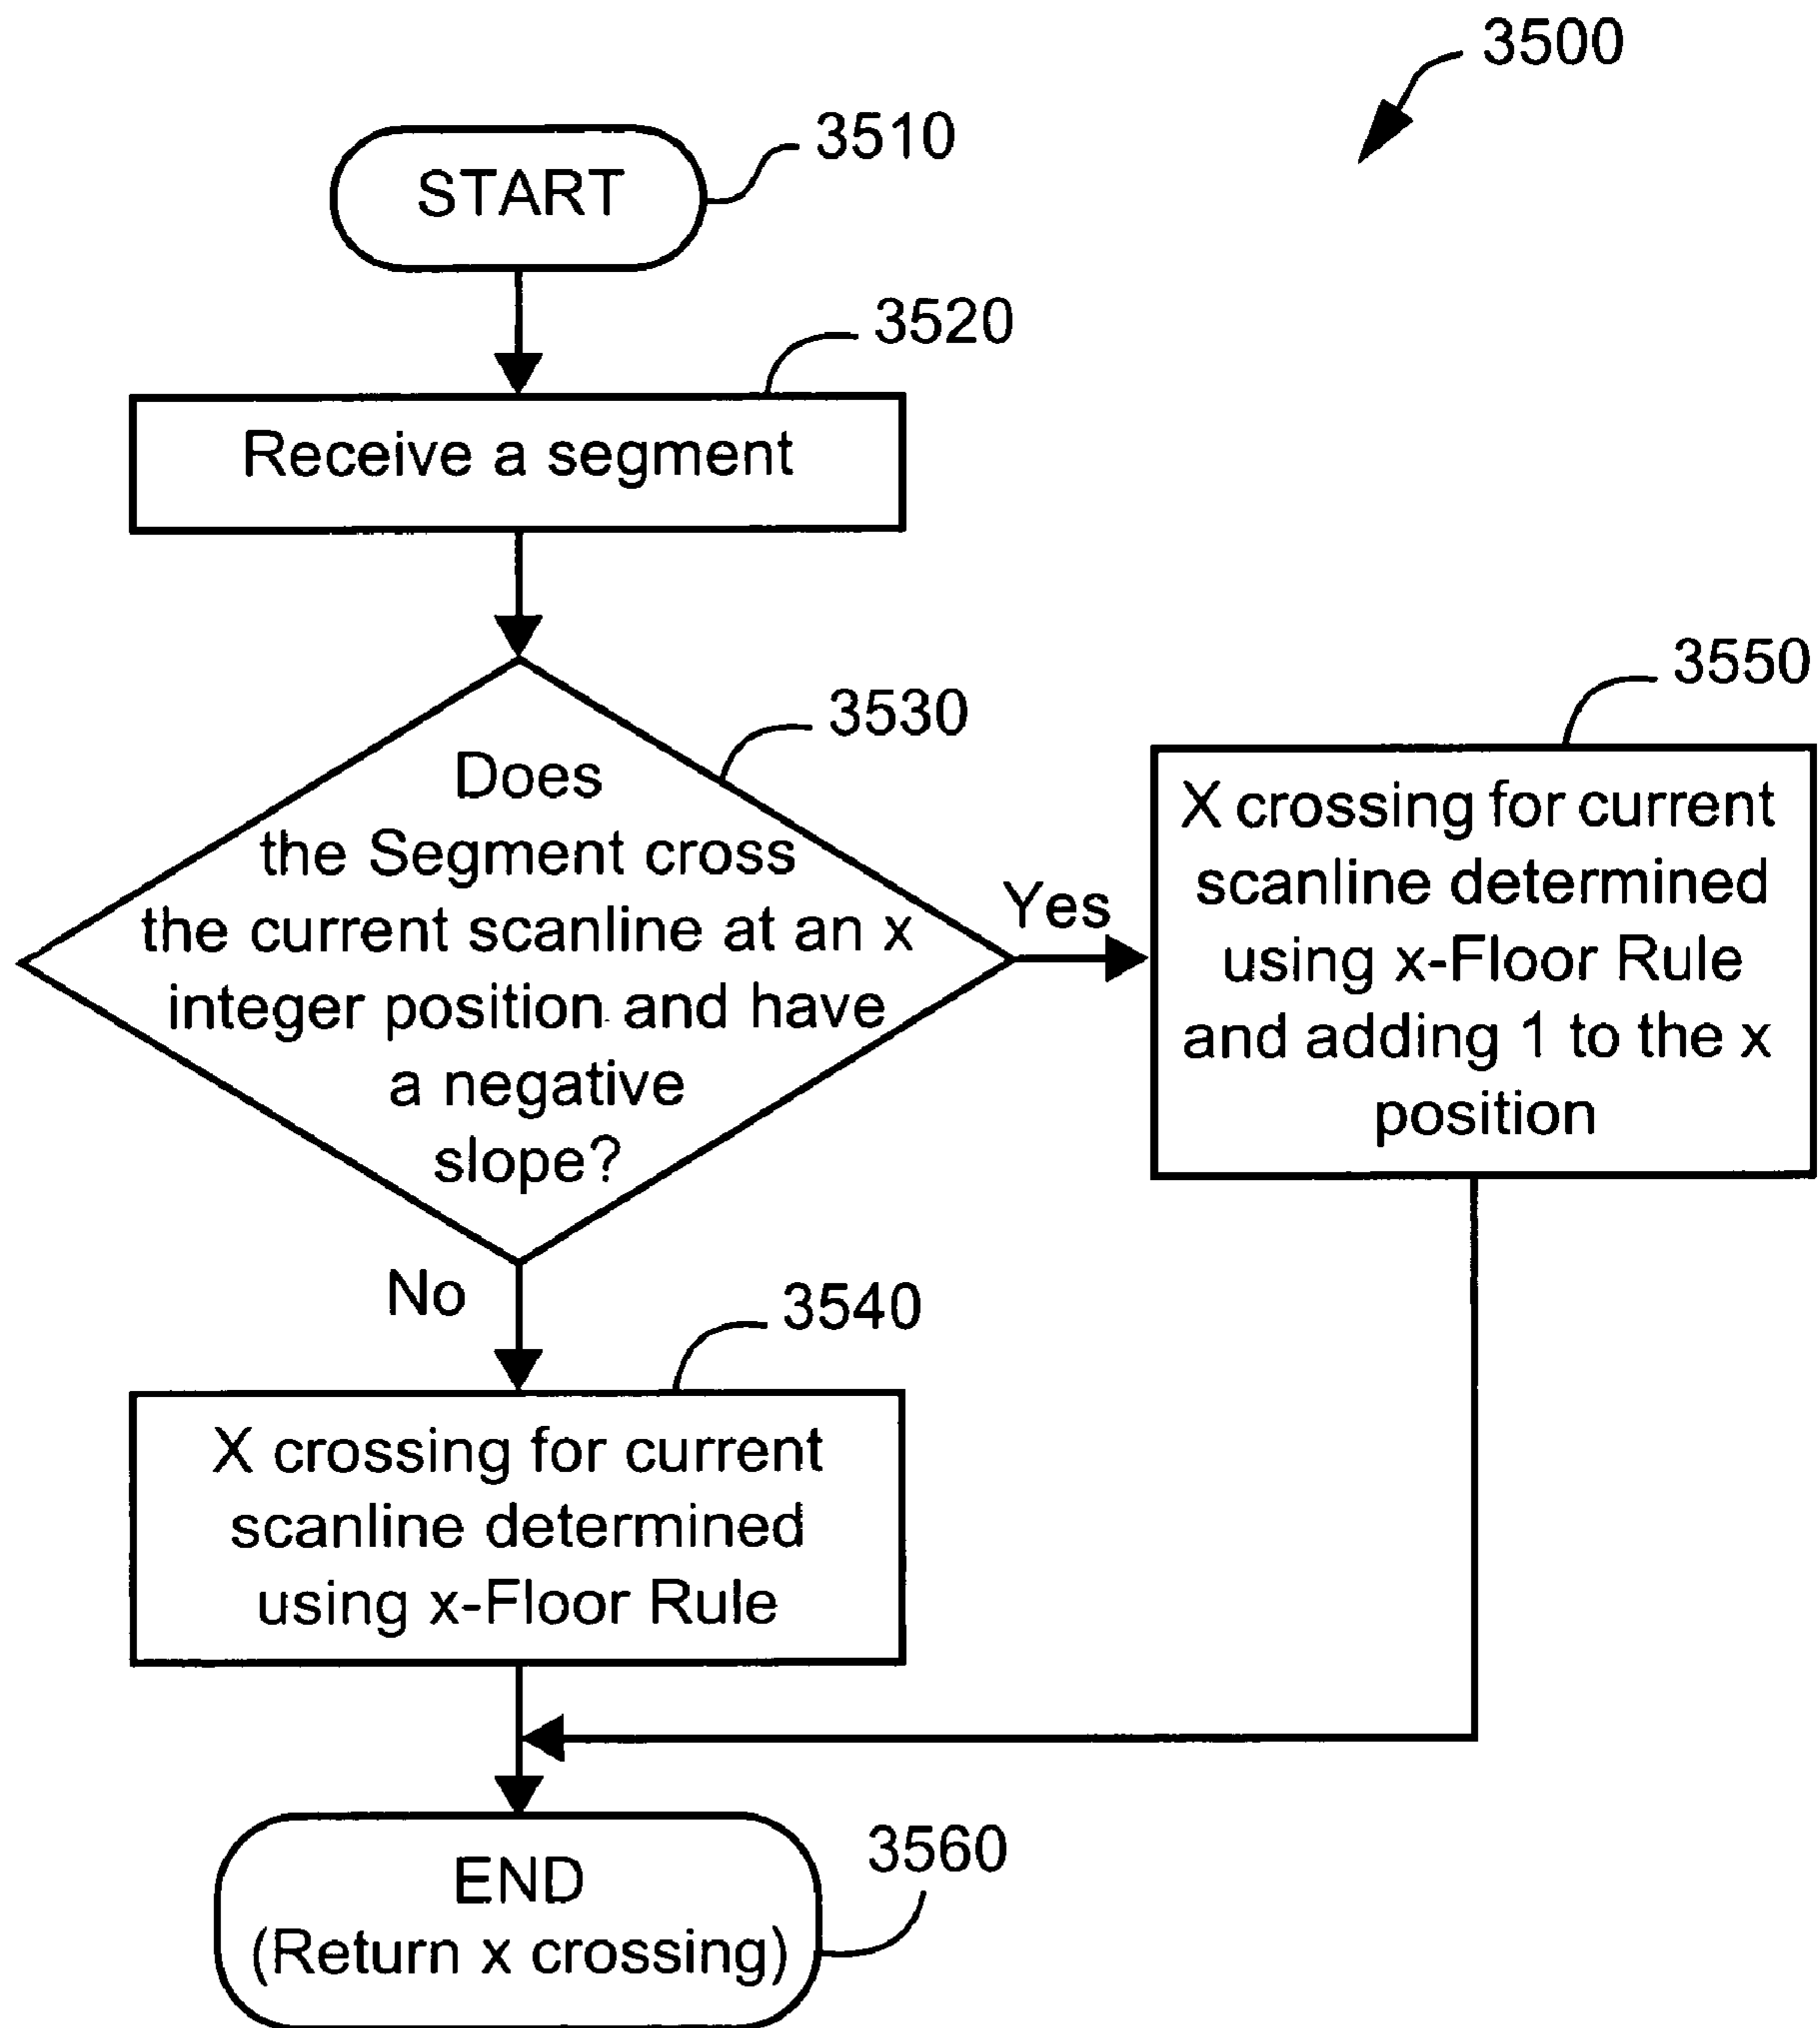 3500
START
3510
3520
Receive a segment
3530
Does
the Segment cross
the current scanline at an x
integer position and have
a negative
slope?
Yes
3550
X crossing for current
scanline determined
using x-Floor Rule
and adding 1 to the x
position
No
3540
X crossing for current
scanline determined
using x-Floor Rule
3560
END
(Return x crossing)